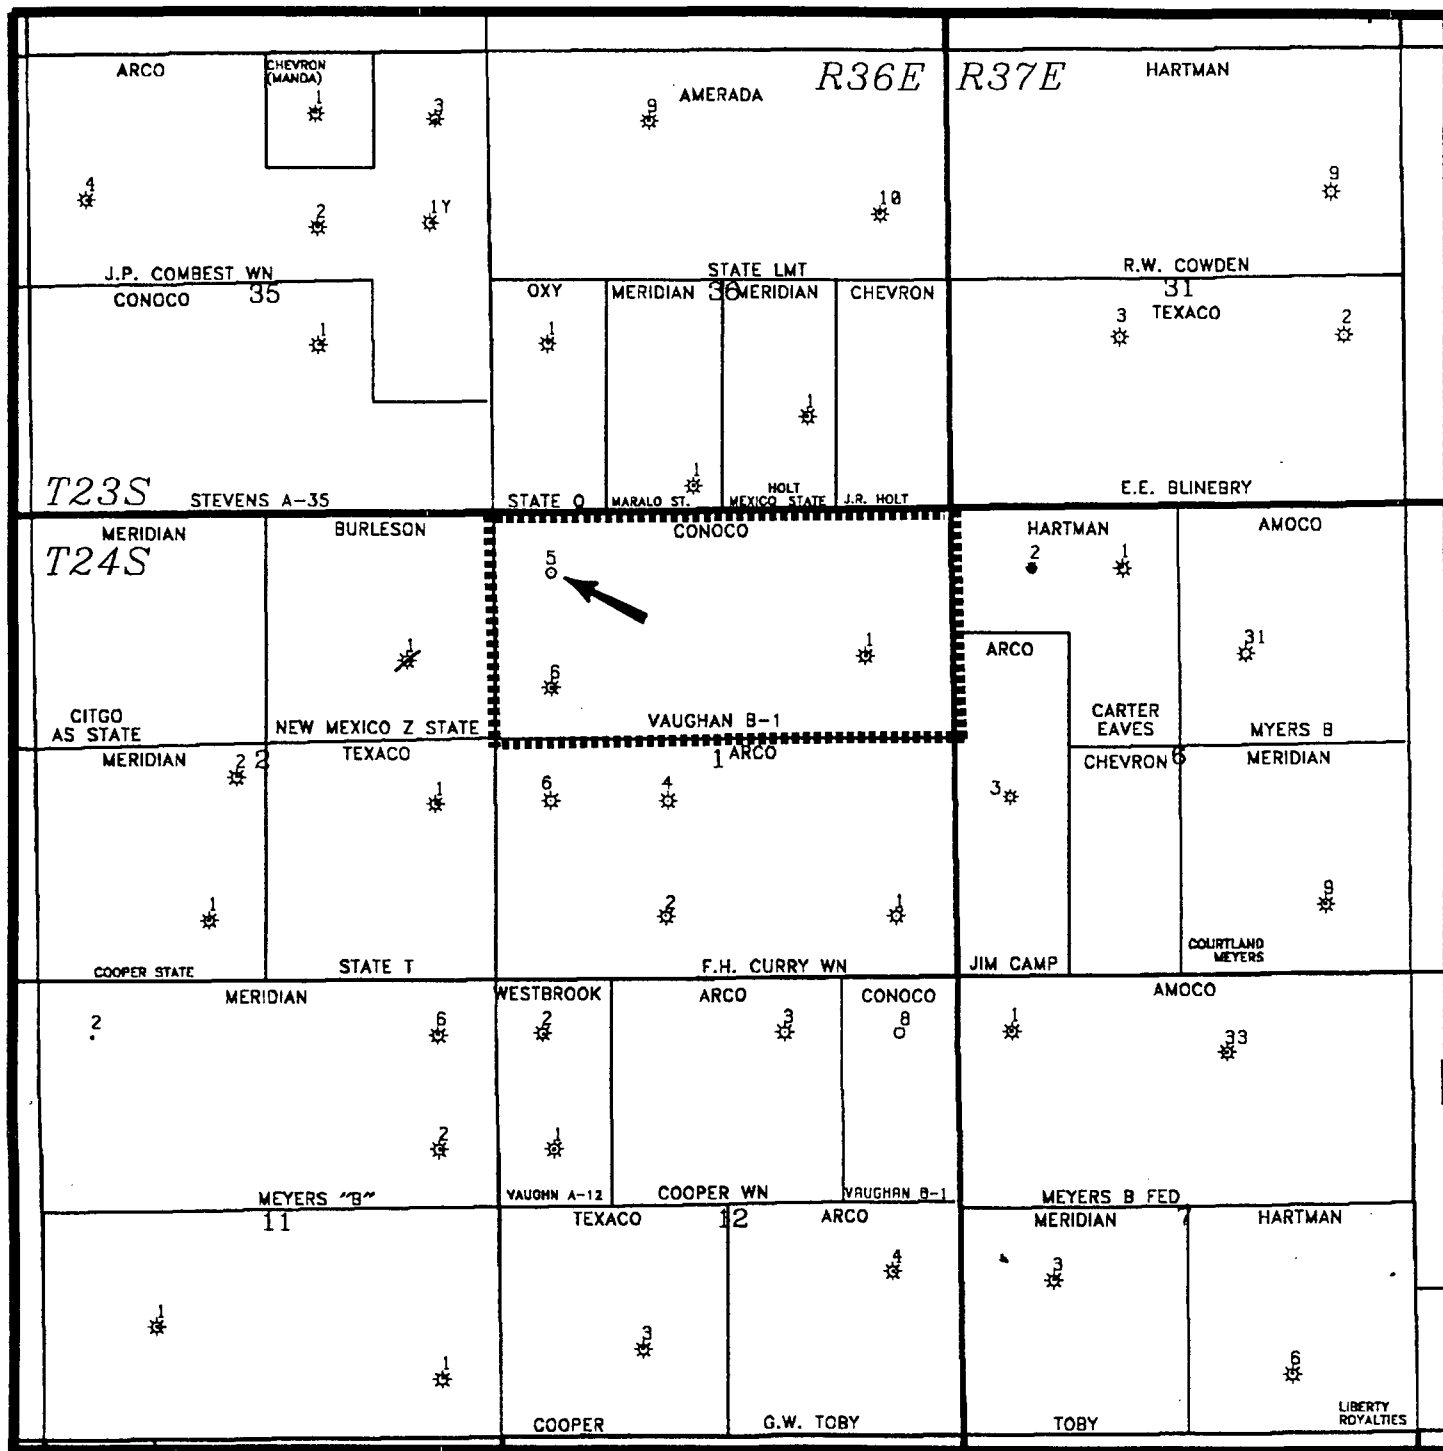 ARCO
CHEVRON
(MANDA)
1
3
4
2
1Y
J.P. COMBEST WN
R36E
R37E
AMERADA
9
10
STATE LMT
HARTMAN
9
R.W. COWDEN
CONOCO
35
1
T23S
STEVENS A-35
OXY
1
STATE Q
MERIDIAN
1
MARALO ST.
36
MERIDIAN
1
HOLT
MEXICO STATE
CHEVRON
J.R. HOLT
31
TEXACO
3
2
E.E. BLINEBRY
T24S
MERIDIAN
CITGO
AS STATE
BURLESON
1
NEW MEXICO Z STATE
CONOCO
5
6
1
VAUGHAN B-1
HARTMAN
2
1
CARTER
EAVES
ARCO
3
JIM CAMP
AMOCO
31
MYERS B
MERIDIAN
2
2
1
COOPER STATE
TEXACO
1
STATE T
1
ARCO
6
4
2
1
F.H. CURRY WN
CHEVRON
6
MERIDIAN
9
COURTLAND
MEYERS
MERIDIAN
2
6
2
MEYERS "B"
WESTBROOK
2
1
VAUGHN A-12
ARCO
3
COOPER WN
CONOCO
8
VAUGHAN B-1
AMOCO
1
33
MEYERS B FED
11
1
1
TEXACO
3
COOPER
12
ARCO
4
G.W. TOBY
MERIDIAN
7
3
TOBY
HARTMAN
6
LIBERTY
ROYALTIES